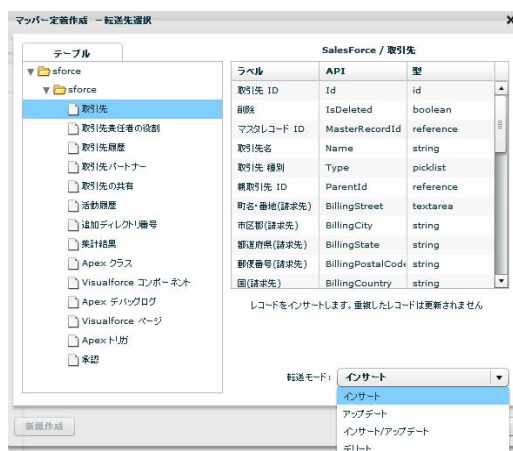 マッパー定義作成 －転送先選択
テーブル
sforce
sforce
取引先
取引先責任者の役割
取引先履歴
取引先パートナー
取引先の共有
活動履歴
追加ディレクトリ番号
集計結果
Apex クラス
Visualforce コンポーネント
Apex デバッグログ
Visualforce ページ
Apex トリガ
承認
SalesForce / 取引先
ラベル API 型
取引先 ID Id id
削除 IsDeleted boolean
マスタレコード ID MasterRecordId reference
取引先名 Name string
取引先 種別 Type picklist
親取引先 ID ParentId reference
町名・番地(請求先) BillingStreet textarea
市区郡(請求先) BillingCity string
都道府県(請求先) BillingState string
郵便番号(請求先) BillingPostalCode string
国(請求先) BillingCountry string
レコードをインサートします。重複したレコードは更新されません
転送モード： インサート
インサート
アップデート
インサート/アップデート
デリート
新規作成